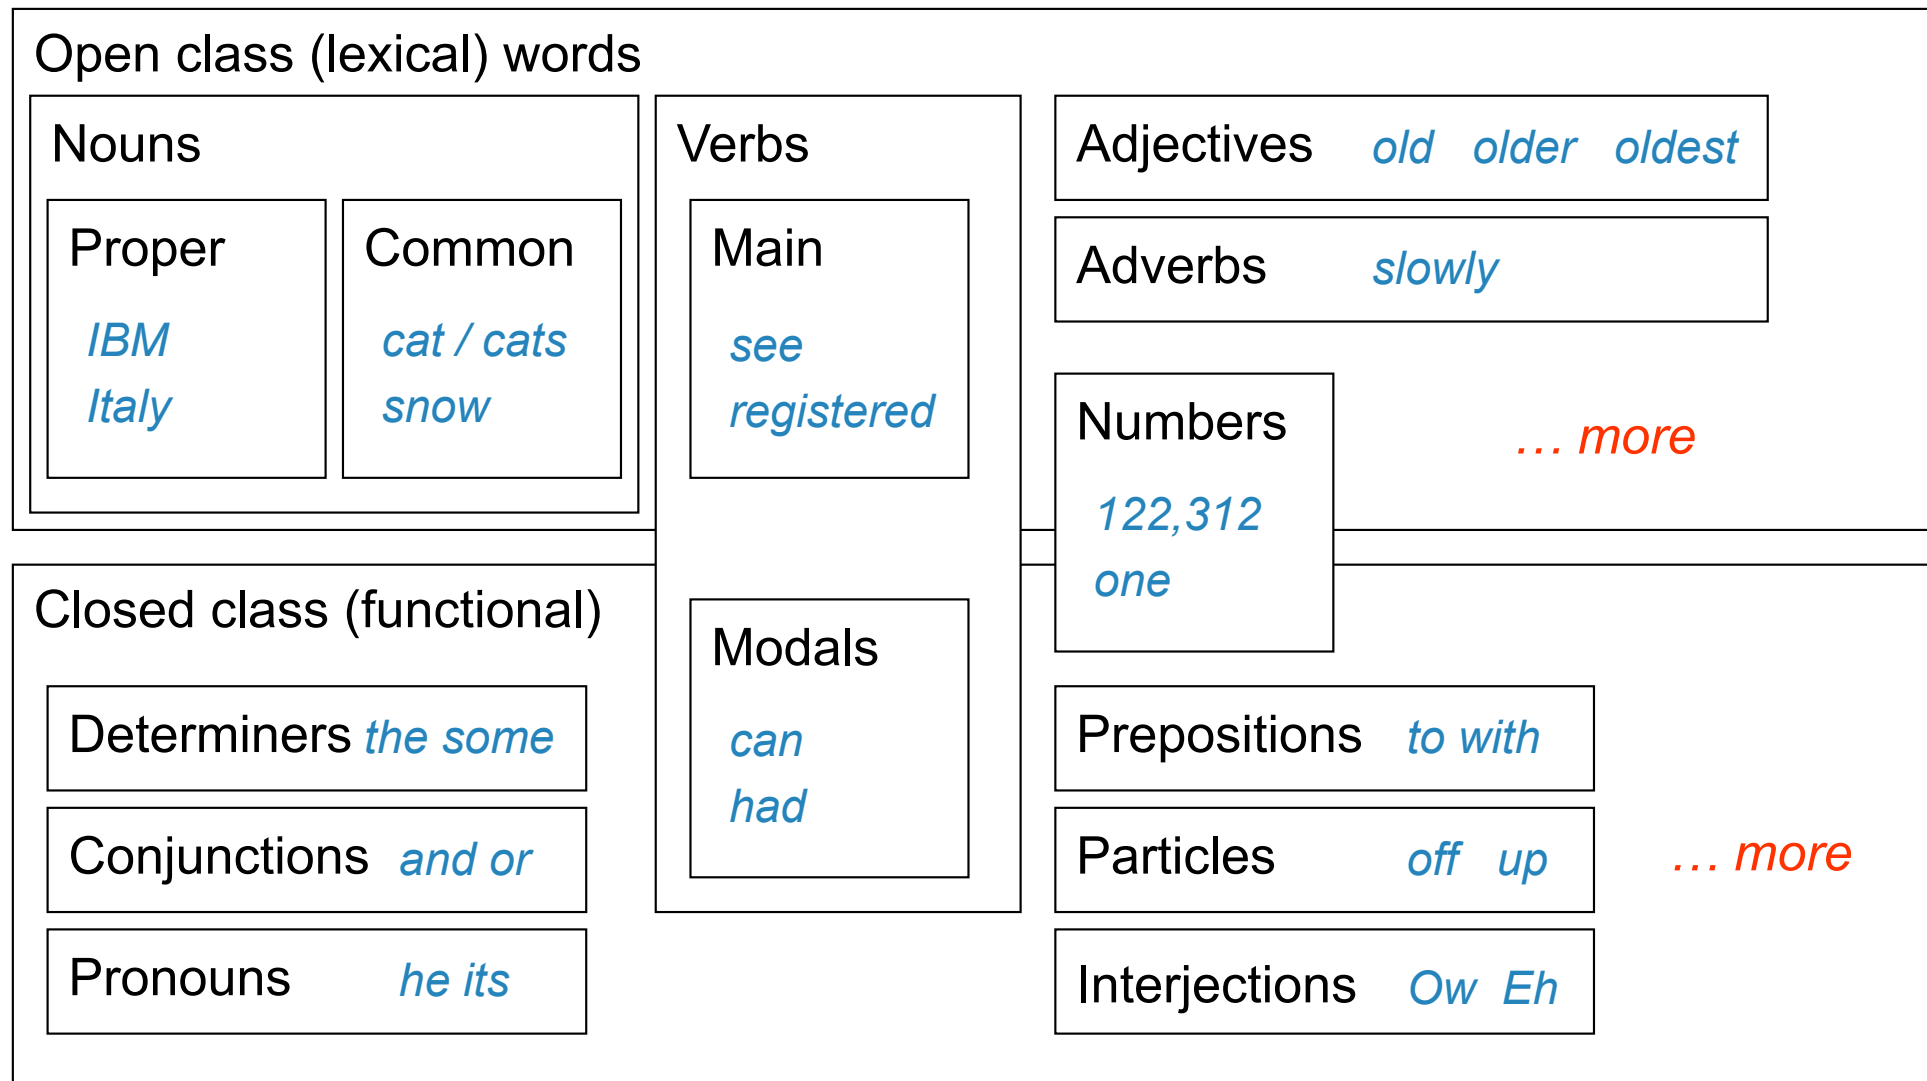 Open class (lexical) words
Nouns
Proper
IBM
Italy
Common
cat / cats
snow
Verbs
Main
see
registered
Adjectives old older oldest
Adverbs slowly
Numbers
122,312
one
… more
Closed class (functional)
Determiners the some
Conjunctions and or
Pronouns he its
Modals
can
had
Prepositions to with
Particles off up
Interjections Ow Eh
… more